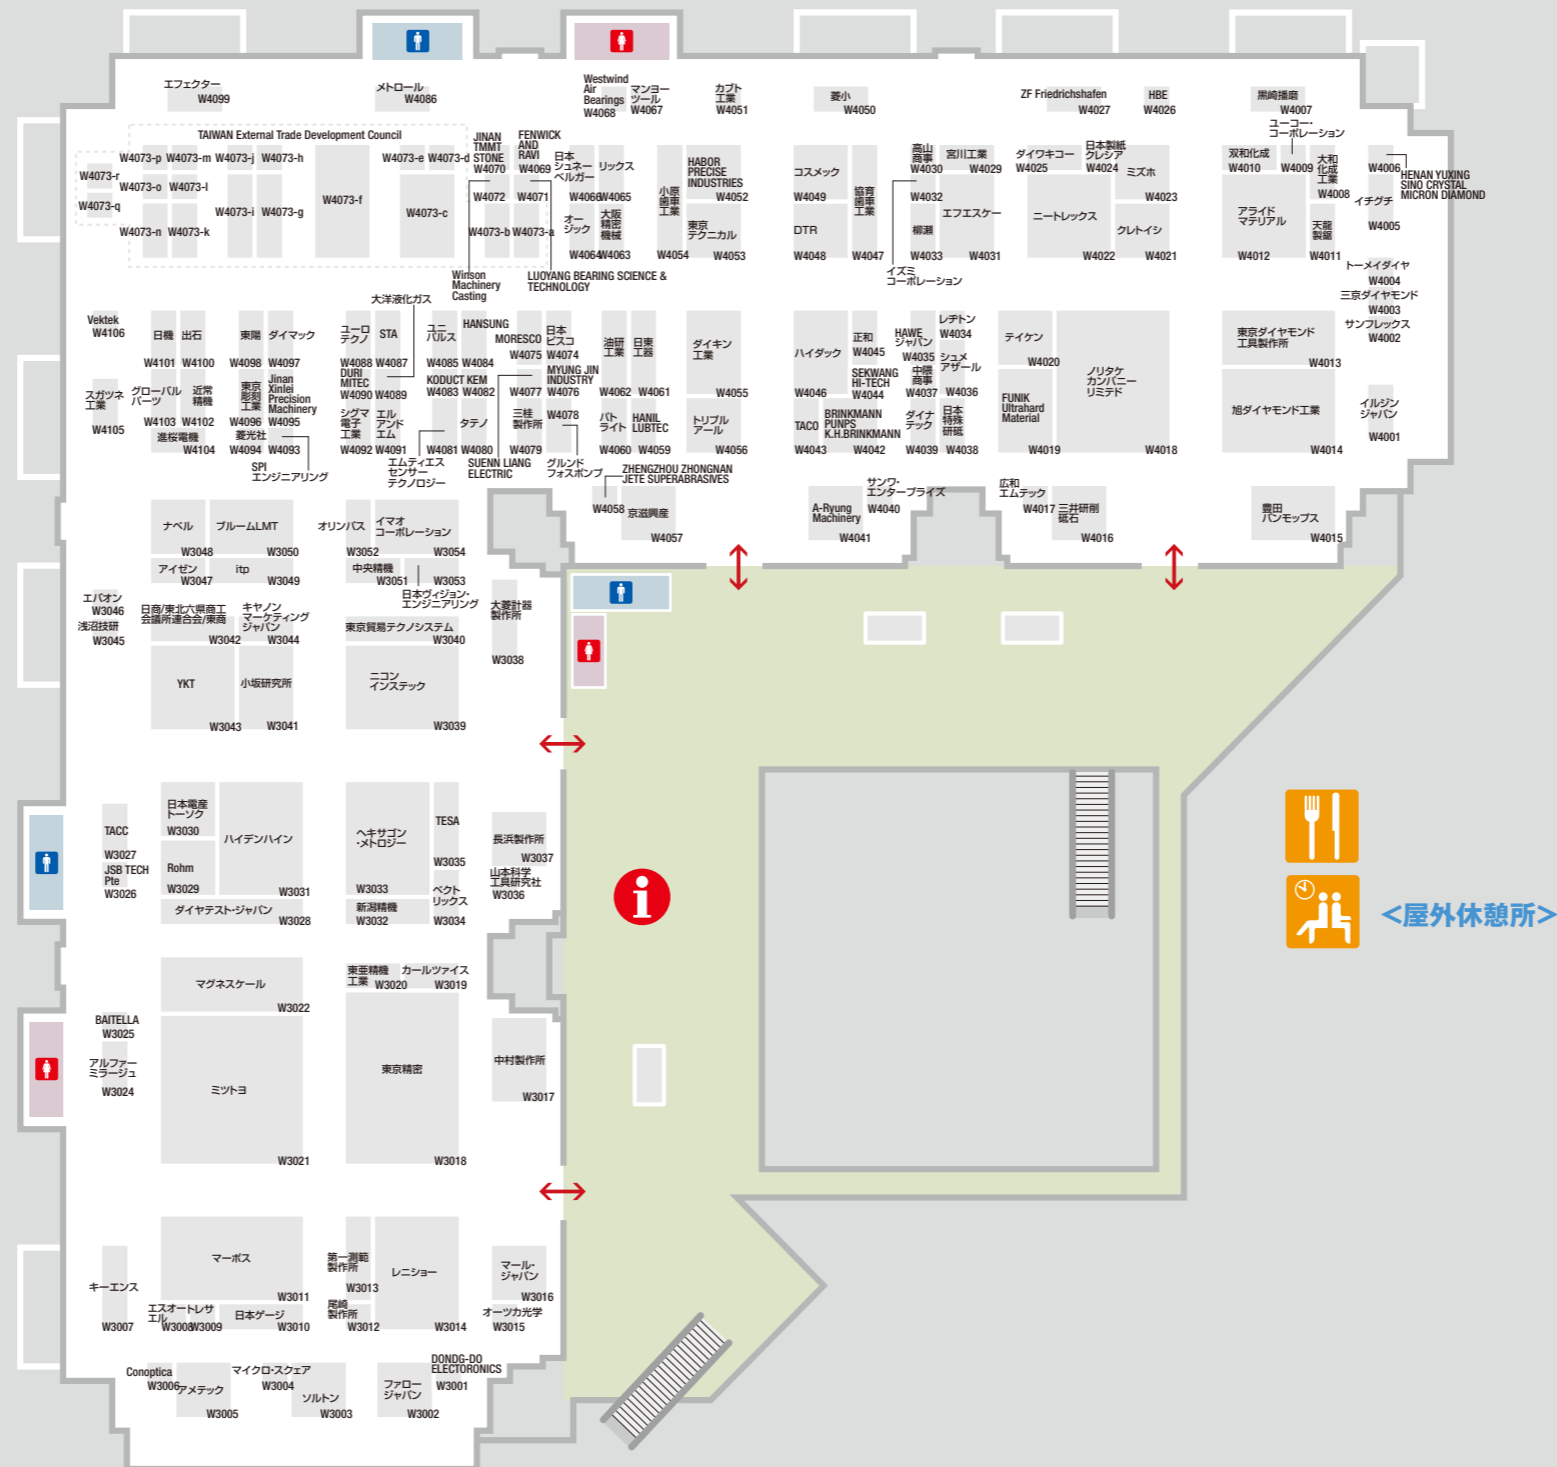 エフェクター
W4099
メトロール
W4086
Westwind
Air
Bearings
W4068
マンヨー
ツール
W4067
カブト
工業
W4051
菱小
W4050
ZF Friedrichshafen
W4027
HBE
W4026
黒崎播磨
W4007
ユーコー・
コーポレーション
TAIWAN External Trade Development Council
W4073-p
W4073-m
W4073-j
W4073-h
W4073-e
W4073-d
W4073-r
W4073-o
W4073-l
W4073-q
W4073-i
W4073-g
W4073-f
W4073-c
W4073-n
W4073-k
W4073-b
W4073-a
JINAN
TMMT
STONE
W4070
FENWICK
AND
RAVI
W4069
W4072
W4071
日本
シュネー
ベルガー
W4066
リックス
W4065
オー
ジック
W4064
大阪
精密
機械
W4063
小原
歯車
工業
W4054
HABOR
PRECISE
INDUSTRIES
W4052
東京
テクニカル
W4053
コスメック
W4049
DTR
W4048
協育
歯車
工業
W4047
高山
商事
W4030
宮川工業
W4029
W4032
柳瀬
W4033
エフエスケー
W4031
イズミ
コーポレーション
ダイワキコー
W4025
日本製紙
クレシア
W4024
ミズホ
W4023
ニートレックス
W4022
クレトイシ
W4021
双和化成
W4010
W4009
大和
化成
工業
W4008
アライド
マテリアル
W4012
天龍
製鋸
W4011
W4006
HENAN YUXING
SINO CRYSTAL
MICRON DIAMOND
イチグチ
W4005
トーメイダイヤ
W4004
三京ダイヤモンド
W4003
サンフレックス
W4002
Winson
Machinery
Casting
LUOYANG BEARING SCIENCE &
TECHNOLOGY
大洋液化ガス
Vektek
W4106
日機
W4101
出石
W4100
東陽
W4098
ダイマック
W4097
ユーロ
テクノ
W4088
STA
W4087
ユニ
パルス
W4085
HANSUNG
W4084
MORESCO
W4075
日本
ビスコ
W4074
油研
工業
W4062
日東
工器
W4061
ダイキン
工業
W4055
ハイダック
W4046
正和
W4045
HAWE
ジャパン
W4035
レヂトン
W4034
シュメ
アザール
W4036
テイケン
W4020
ノリタケ
カンパニー
リミテド
W4018
東京ダイヤモンド
工具製作所
W4013
スガツネ
工業
W4105
グローバル
パーツ
W4103
近常
精機
W4102
進桜電機
W4104
東京
彫刻
工業
W4096
Jinan
Xinlei
Precision
Machinery
W4095
菱光社
W4094
W4093
SPI
エンジニアリング
DURI
MITEC
W4090
W4089
シグマ
電子
工業
W4092
エル
アンド
エム
W4091
KODUCT
W4083
KEM
W4082
W4081
タテノ
W4080
エムティエス
センサー
テクノロジー
W4077
MYUNG JIN
INDUSTRY
W4076
三桂
製作所
W4079
W4078
SUENN LIANG
ELECTRIC
グルンド
フォスポンプ
パト
ライト
W4060
HANIL
LUBTEC
W4059
トリプル
アール
W4056
SEKWANG
HI-TECH
W4044
中隈
商事
W4037
TACO
W4043
BRINKMANN
PUNPS
K.H.BRINKMANN
W4042
ダイナ
テック
W4039
日本
特殊
研砥
W4038
FUNIK
Ultrahard
Material
W4019
旭ダイヤモンド工業
W4014
イルジン
ジャパン
W4001
ZHENGZHOU ZHONGNAN
JETE SUPERABRASIVES
W4058
京滋興産
W4057
A-Ryung
Machinery
W4041
サンワ・
エンタープライズ
W4040
広和
エムテック
W4017
三井研削
砥石
W4016
豊田
バンモップス
W4015
ナベル
W3048
ブルームLMT
W3050
オリンパス
W3052
イマオ
コーポレーション
W3054
アイゼン
W3047
itp
W3049
中央精機
W3051
W3053
日本ヴィジョン・
エンジニアリング
エバオン
W3046
浅沼技研
W3045
日商/東北六県商工
会議所連合会/東商
W3042
キヤノン
マーケティング
ジャパン
W3044
東京貿易テクノシステム
W3040
大菱計器
製作所
W3038
YKT
W3043
小坂研究所
W3041
ニコン
インステック
W3039
TACC
W3027
JSB TECH
Pte
W3026
日本電産
トーソク
W3030
Rohm
W3029
ハイデンハイン
W3031
ダイヤテスト・ジャパン
W3028
ヘキサゴン
・メトロジー
W3033
TESA
W3035
新潟精機
W3032
ベクト
リックス
W3034
長浜製作所
W3037
山本科学
工具研究社
W3036
<屋外休憩所>
マグネスケール
W3022
東亜精機
工業
W3020
カールツァイス
W3019
BAITELLA
W3025
アルファー
ミラージュ
W3024
ミツトヨ
W3021
東京精密
W3018
中村製作所
W3017
キーエンス
W3007
マーポス
W3011
エスオートレサ
エル
W3008
W3009
日本ゲージ
W3010
第一測範
製作所
W3013
尾崎
製作所
W3012
レニショー
W3014
マール・
ジャパン
W3016
オーツカ光学
W3015
Conoptica
W3006
アメテック
W3005
マイクロ・スクェア
W3004
ソルトン
W3003
ファロー
ジャパン
W3002
DONDG-DO
ELECTORONICS
W3001